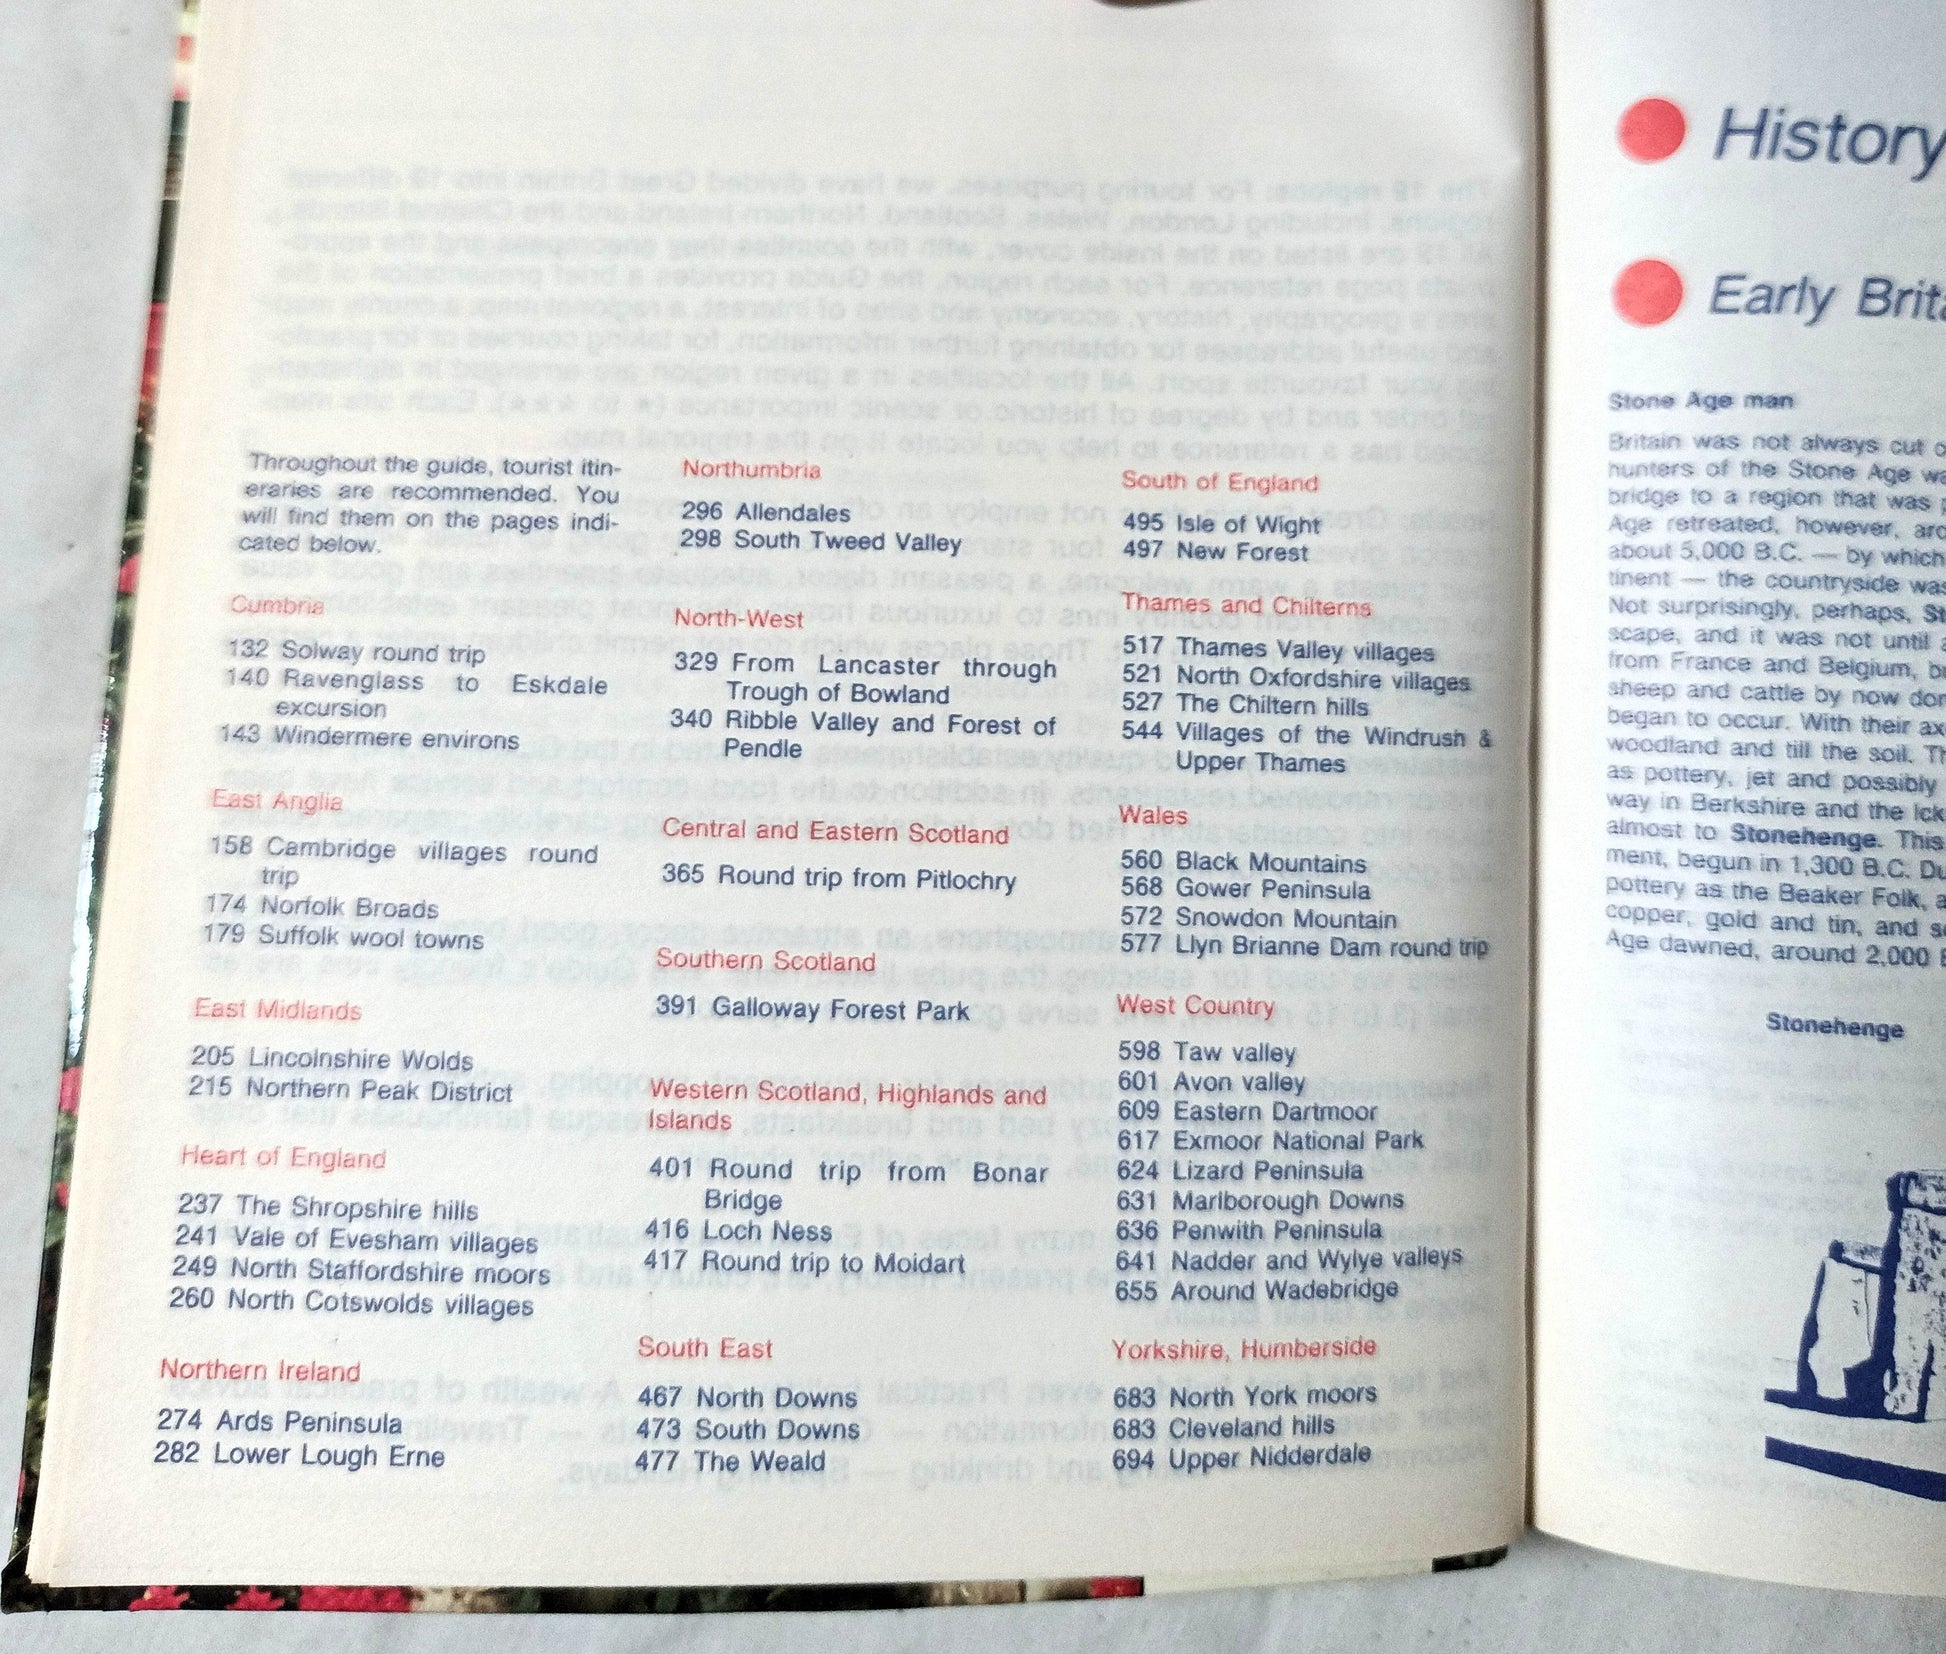 Throughout the guide, tourist itin-
eraries are recommended. You
will find them on the pages indi-
cated below.
Cumbria
132 Solway round trip
140 Ravenglass to Eskdale
excursion
143 Windermere environs
East Anglia
158 Cambridge villages round
trip
174 Norfolk Broads
179 Suffolk wool towns
East Midlands
205 Lincolnshire Wolds
215 Northern Peak District
Heart of England
237 The Shropshire hills
241 Vale of Evesham villages
249 North Staffordshire moors
260 North Cotswolds villages
Northern Ireland
274 Ards Peninsula
282 Lower Lough Erne
Northumbria
296 Allendales
298 South Tweed Valley
North-West
329 From Lancaster through
Trough of Bowland
340 Ribble Valley and Forest of
Pendle
Central and Eastern Scotland
365 Round trip from Pitlochry
Southern Scotland
391 Galloway Forest Park
Western Scotland, Highlands and
Islands
401 Round trip from Bonar
Bridge
416 Loch Ness
417 Round trip to Moidart
South East
467 North Downs
473 South Downs
477 The Weald
South of England
495 Isle of Wight
497 New Forest
Thames and Chilterns
517 Thames Valley villages
521 North Oxfordshire villages
527 The Chiltern hills
544 Villages of the Windrush &
Upper Thames
Wales
560 Black Mountains
568 Gower Peninsula
572 Snowdon Mountain
577 Llyn Brianne Dam round trip
West Country
598 Taw valley
601 Avon valley
609 Eastern Dartmoor
617 Exmoor National Park
624 Lizard Peninsula
631 Marlborough Downs
636 Penwith Peninsula
641 Nadder and Wylye valleys
655 Around Wadebridge
Yorkshire, Humberside
683 North York moors
683 Cleveland hills
694 Upper Nidderdale
History
Early Brit
Stone Age man
Britain was not always cut
hunters of the Stone Age
bridge to a region that was
Age retreated, however,
about 5,000 B.C. — by which
tinent — the countryside was
Not surprisingly, perhaps,
scape, and it was not until
from France and Belgium,
sheep and cattle by now
began to occur. With their
woodland and till the soil.
as pottery, jet and possibly
way in Berkshire and the
almost to Stonehenge. This
ment, begun in 1,300 B.C.
pottery as the Beaker Folk,
copper, gold and tin, and
Age dawned, around 2,000
Stonehenge